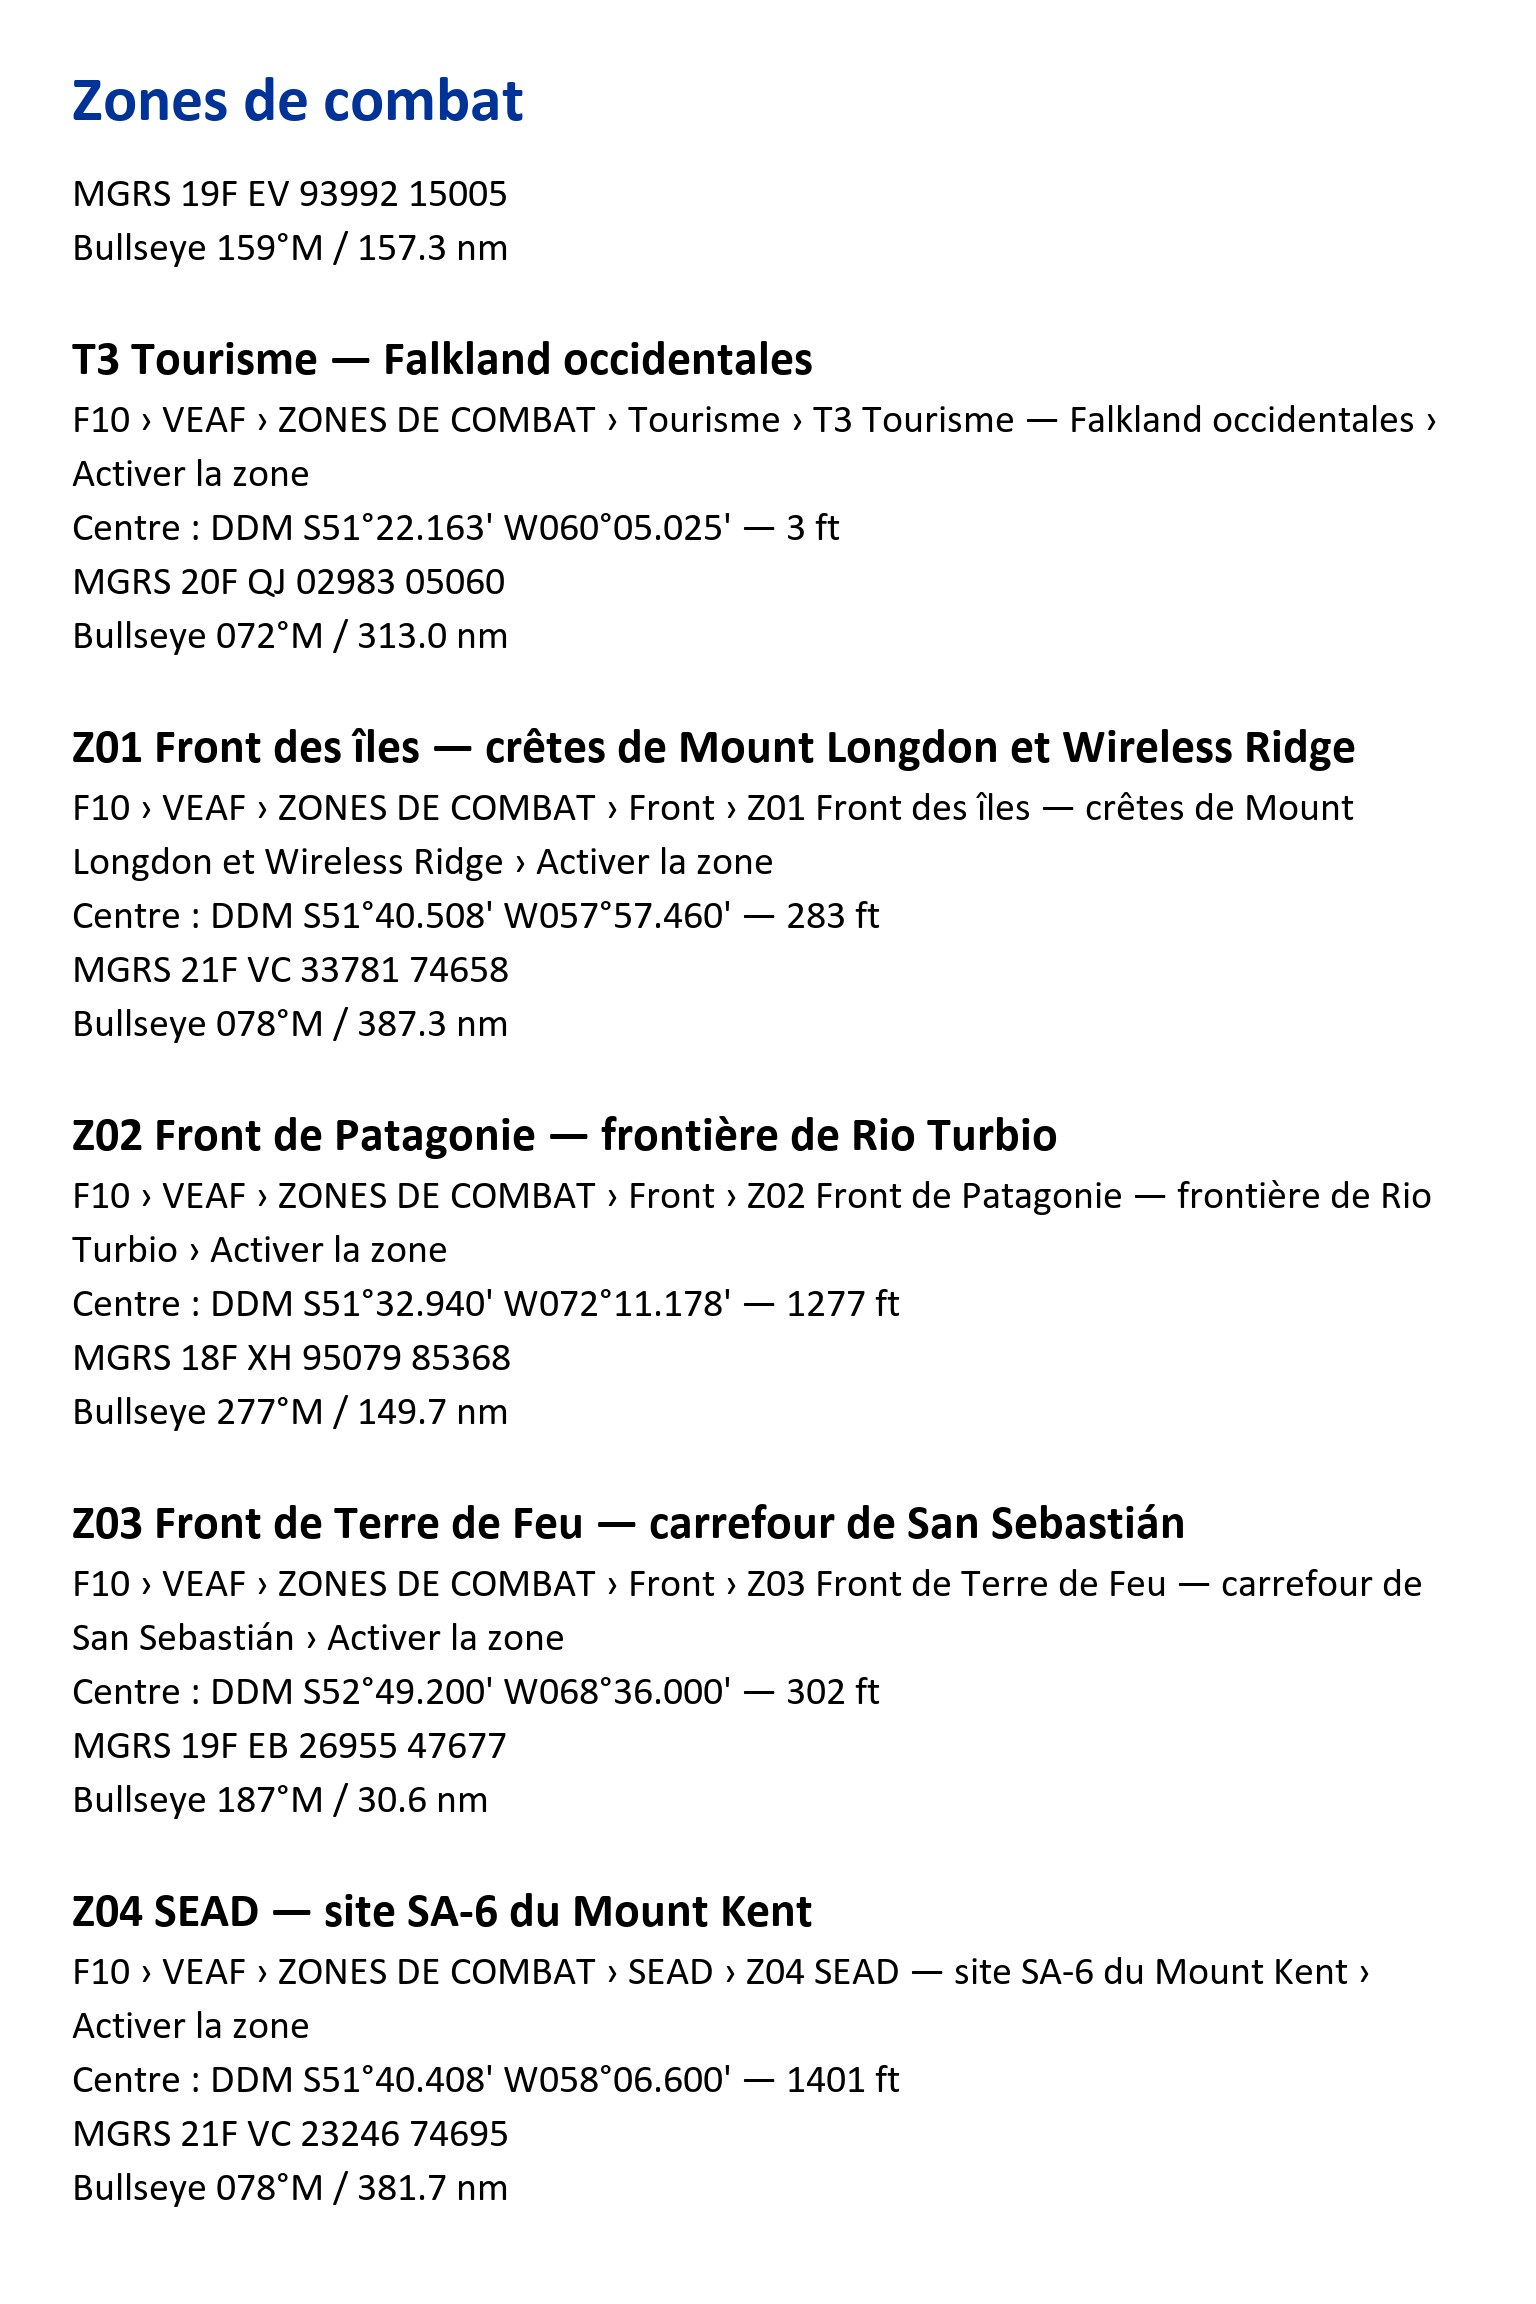 Zones de combat
MGRS 19F EV 93992 15005
Bullseye 159°M / 157.3 nm
T3 Tourisme — Falkland occidentales
F10 › VEAF › ZONES DE COMBAT › Tourisme › T3 Tourisme — Falkland occidentales ›
Activer la zone
Centre : DDM S51°22.163' W060°05.025' — 3 ft
MGRS 20F QJ 02983 05060
Bullseye 072°M / 313.0 nm
Z01 Front des îles — crêtes de Mount Longdon et Wireless Ridge
F10 › VEAF › ZONES DE COMBAT › Front › Z01 Front des îles — crêtes de Mount
Longdon et Wireless Ridge › Activer la zone
Centre : DDM S51°40.508' W057°57.460' — 283 ft
MGRS 21F VC 33781 74658
Bullseye 078°M / 387.3 nm
Z02 Front de Patagonie — frontière de Rio Turbio
F10 › VEAF › ZONES DE COMBAT › Front › Z02 Front de Patagonie — frontière de Rio
Turbio › Activer la zone
Centre : DDM S51°32.940' W072°11.178' — 1277 ft
MGRS 18F XH 95079 85368
Bullseye 277°M / 149.7 nm
Z03 Front de Terre de Feu — carrefour de San Sebastián
F10 › VEAF › ZONES DE COMBAT › Front › Z03 Front de Terre de Feu — carrefour de
San Sebastián › Activer la zone
Centre : DDM S52°49.200' W068°36.000' — 302 ft
MGRS 19F EB 26955 47677
Bullseye 187°M / 30.6 nm
Z04 SEAD — site SA-6 du Mount Kent
F10 › VEAF › ZONES DE COMBAT › SEAD › Z04 SEAD — site SA-6 du Mount Kent ›
Activer la zone
Centre : DDM S51°40.408' W058°06.600' — 1401 ft
MGRS 21F VC 23246 74695
Bullseye 078°M / 381.7 nm